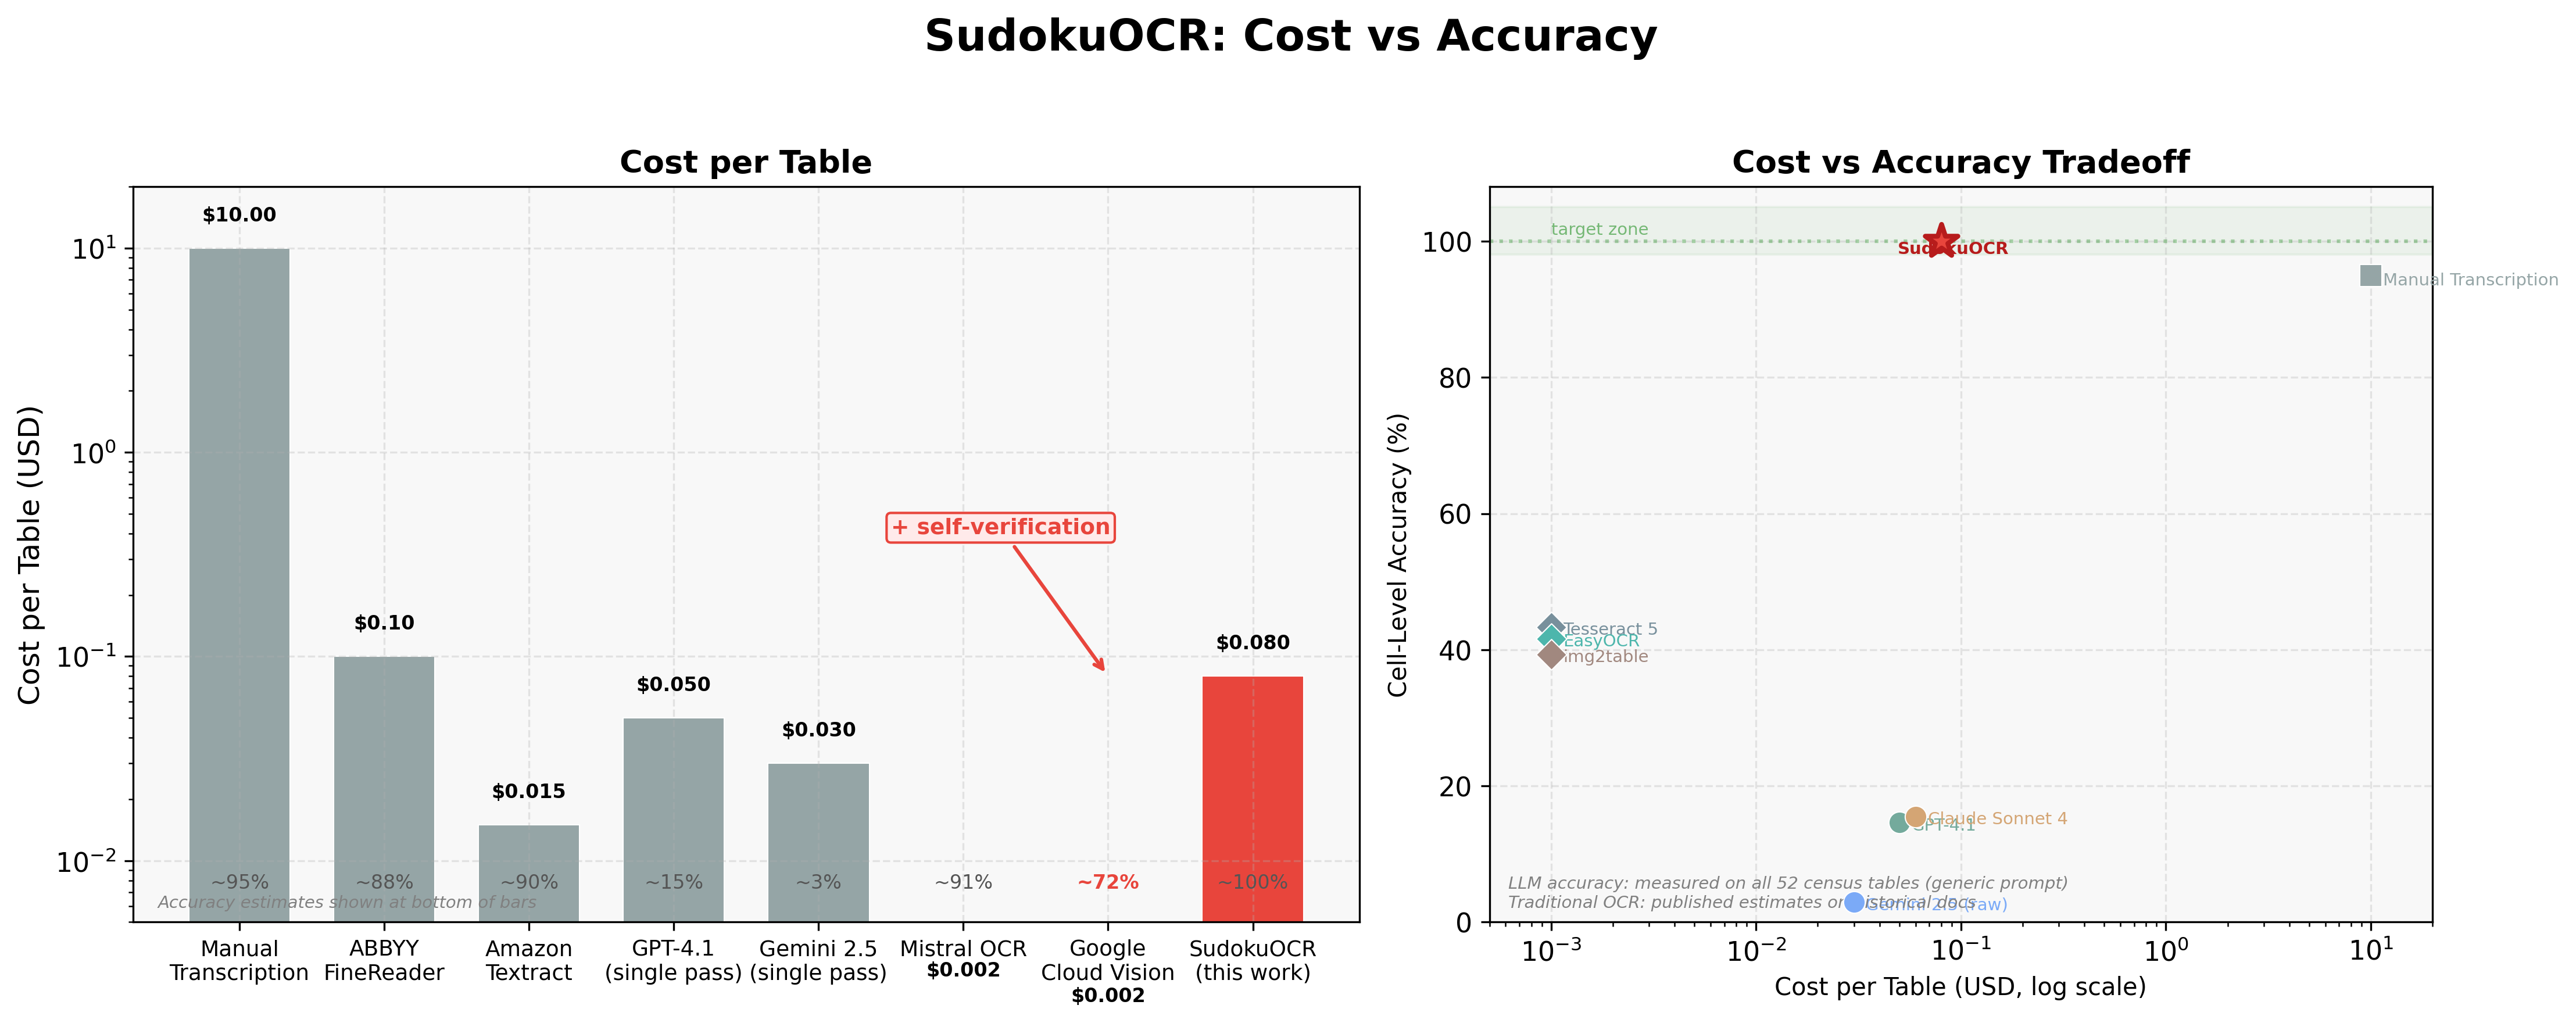 SudokuOCR: Cost vs Accuracy
Cost per Table
Cost per Table (USD)
10¹
10⁰
10⁻¹
10⁻²
$10.00
$0.10
$0.015
$0.050
$0.030
$0.080
+ self-verification
~95%
~88%
~90%
~15%
~3%
~91%
~72%
~100%
Accuracy estimates shown at bottom of bars
Manual
Transcription
ABBYY
FineReader
Amazon
Textract
GPT-4.1
(single pass)
Gemini 2.5
(single pass)
Mistral OCR
$0.002
Google
Cloud Vision
$0.002
SudokuOCR
(this work)
Cost vs Accuracy Tradeoff
Cell-Level Accuracy (%)
100
80
60
40
20
0
target zone
SudokuOCR
Manual Transcription
Tesseract 5
EasyOCR
img2table
Claude Sonnet 4
GPT-4.1
LLM accuracy: measured on all 52 census tables (generic prompt)
Traditional OCR: published estimates on historical docs
Gemini 2.5 (raw)
10⁻³
10⁻²
10⁻¹
10⁰
10¹
Cost per Table (USD, log scale)